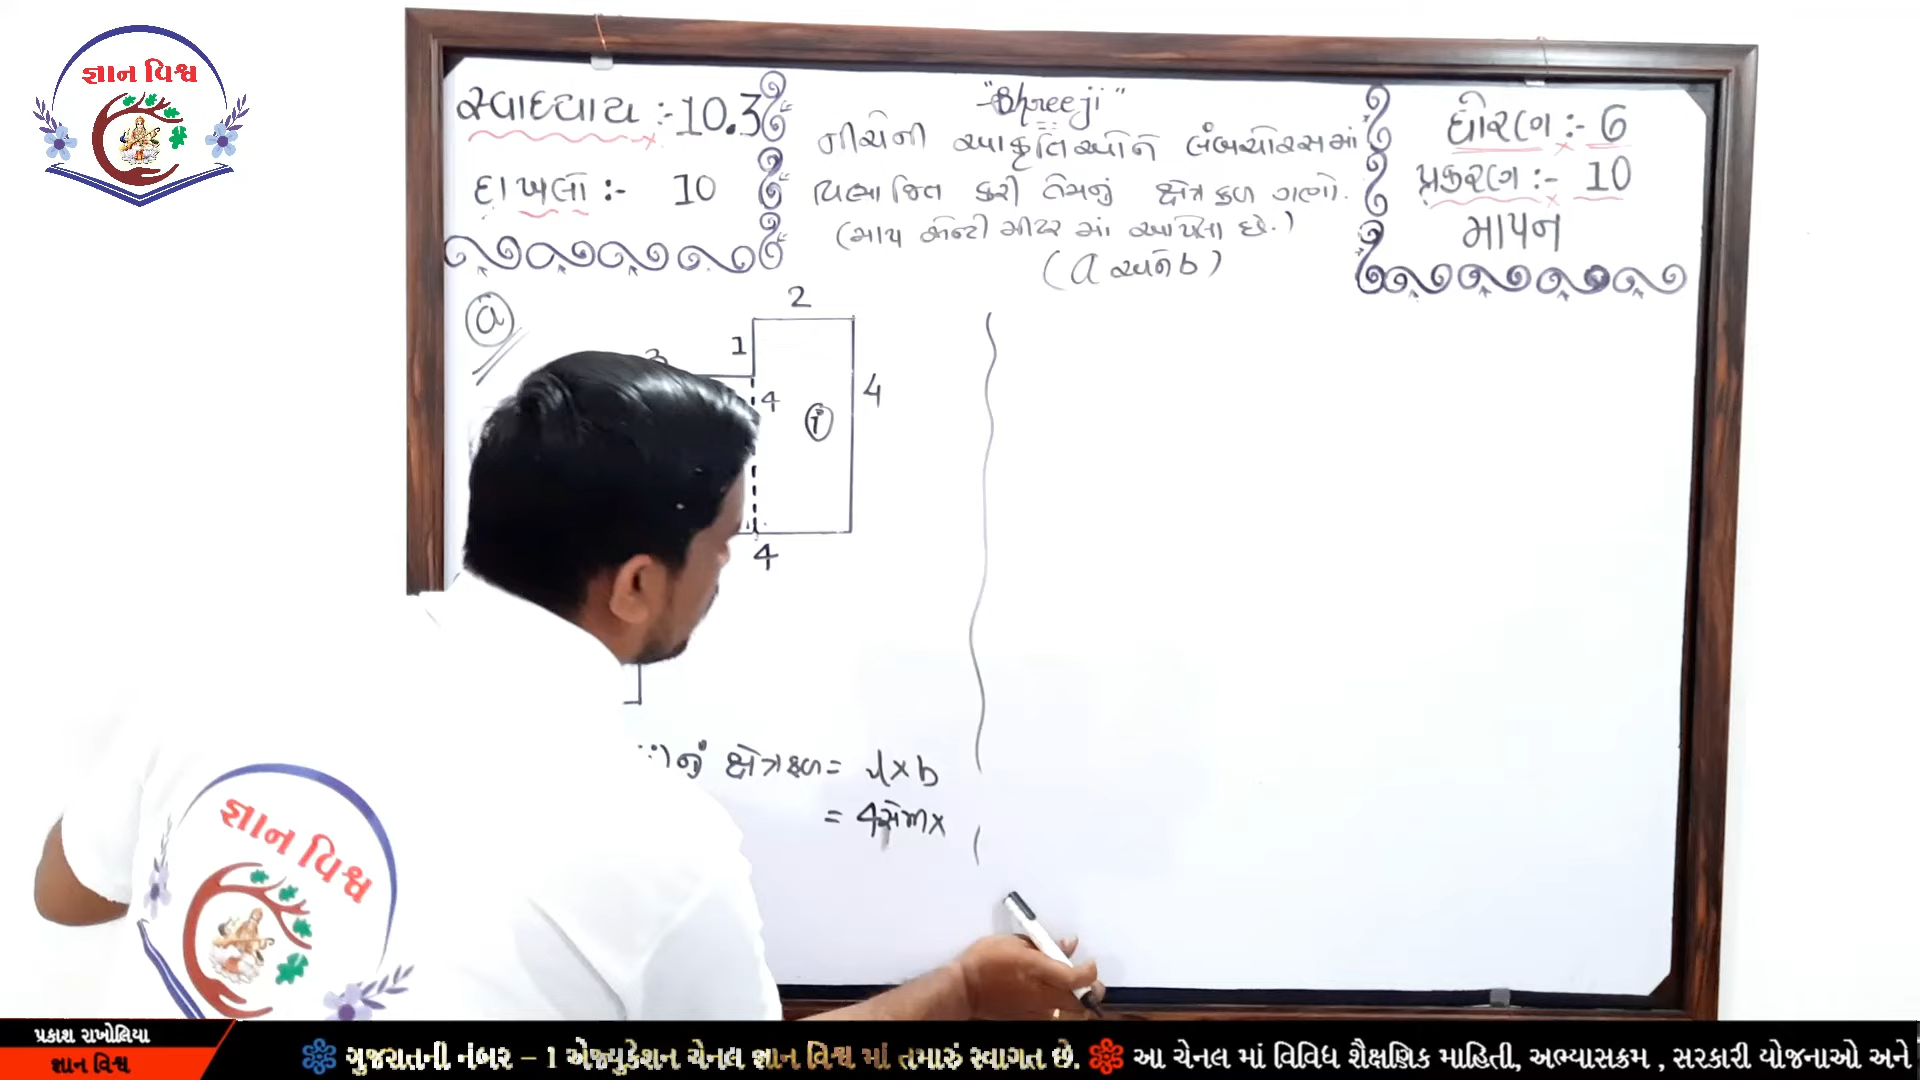 જ્ઞાન વિશ્વ
સ્વાધ્યાય :- 10.3
દાખલો :- 10
"Shreeji"
નીચેની આકૃતિઓને લંબચોરસમાં
વિભાજિત કરી તેમનું ક્ષેત્રફળ ગણો.
(માપ સેન્ટીમીટર માં આપેલા છે.)
(a અને b)
ધોરણ :- 6
પ્રકરણ :- 10
માપન
a
2
1
3
4
4
i
4
નું ક્ષેત્રફળ = l x b
= 4સેમી x
જ્ઞાન વિશ્વ
પ્રકાશ રાખોલિયા
જ્ઞાન વિશ્વ
ગુજરાતની નંબર – 1 એજ્યુકેશન ચેનલ જ્ઞાન વિશ્વ માં તમારું સ્વાગત છે. આ ચેનલ માં વિવિધ શૈક્ષણિક માહિતી, અભ્યાસક્રમ , સરકારી યોજનાઓ અને